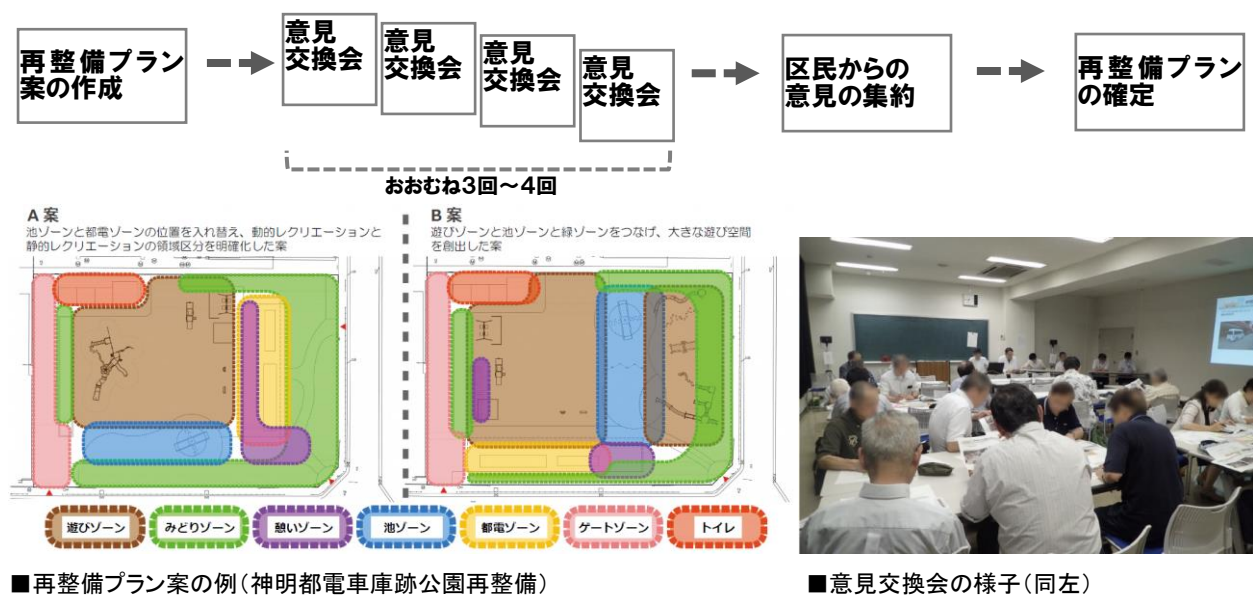 再整備プラン
案の作成
意見
交換会
意見
交換会
意見
交換会
意見
交換会
区民からの
意見の集約
再整備プラン
の確定
おおむね3回～4回
A案
池ゾーンと都電ゾーンの位置を入れ替え、動的レクリエーションと
静的レクリエーションの領域区分を明確化した案
B案
遊びゾーンと池ゾーンと緑ゾーンをつなげ、大きな遊び空間
を創出した案
遊びゾーン
みどりゾーン
憩いゾーン
池ゾーン
都電ゾーン
ゲートゾーン
トイレ
■再整備プラン案の例(神明都電車庫跡公園再整備)
■意見交換会の様子(同左)